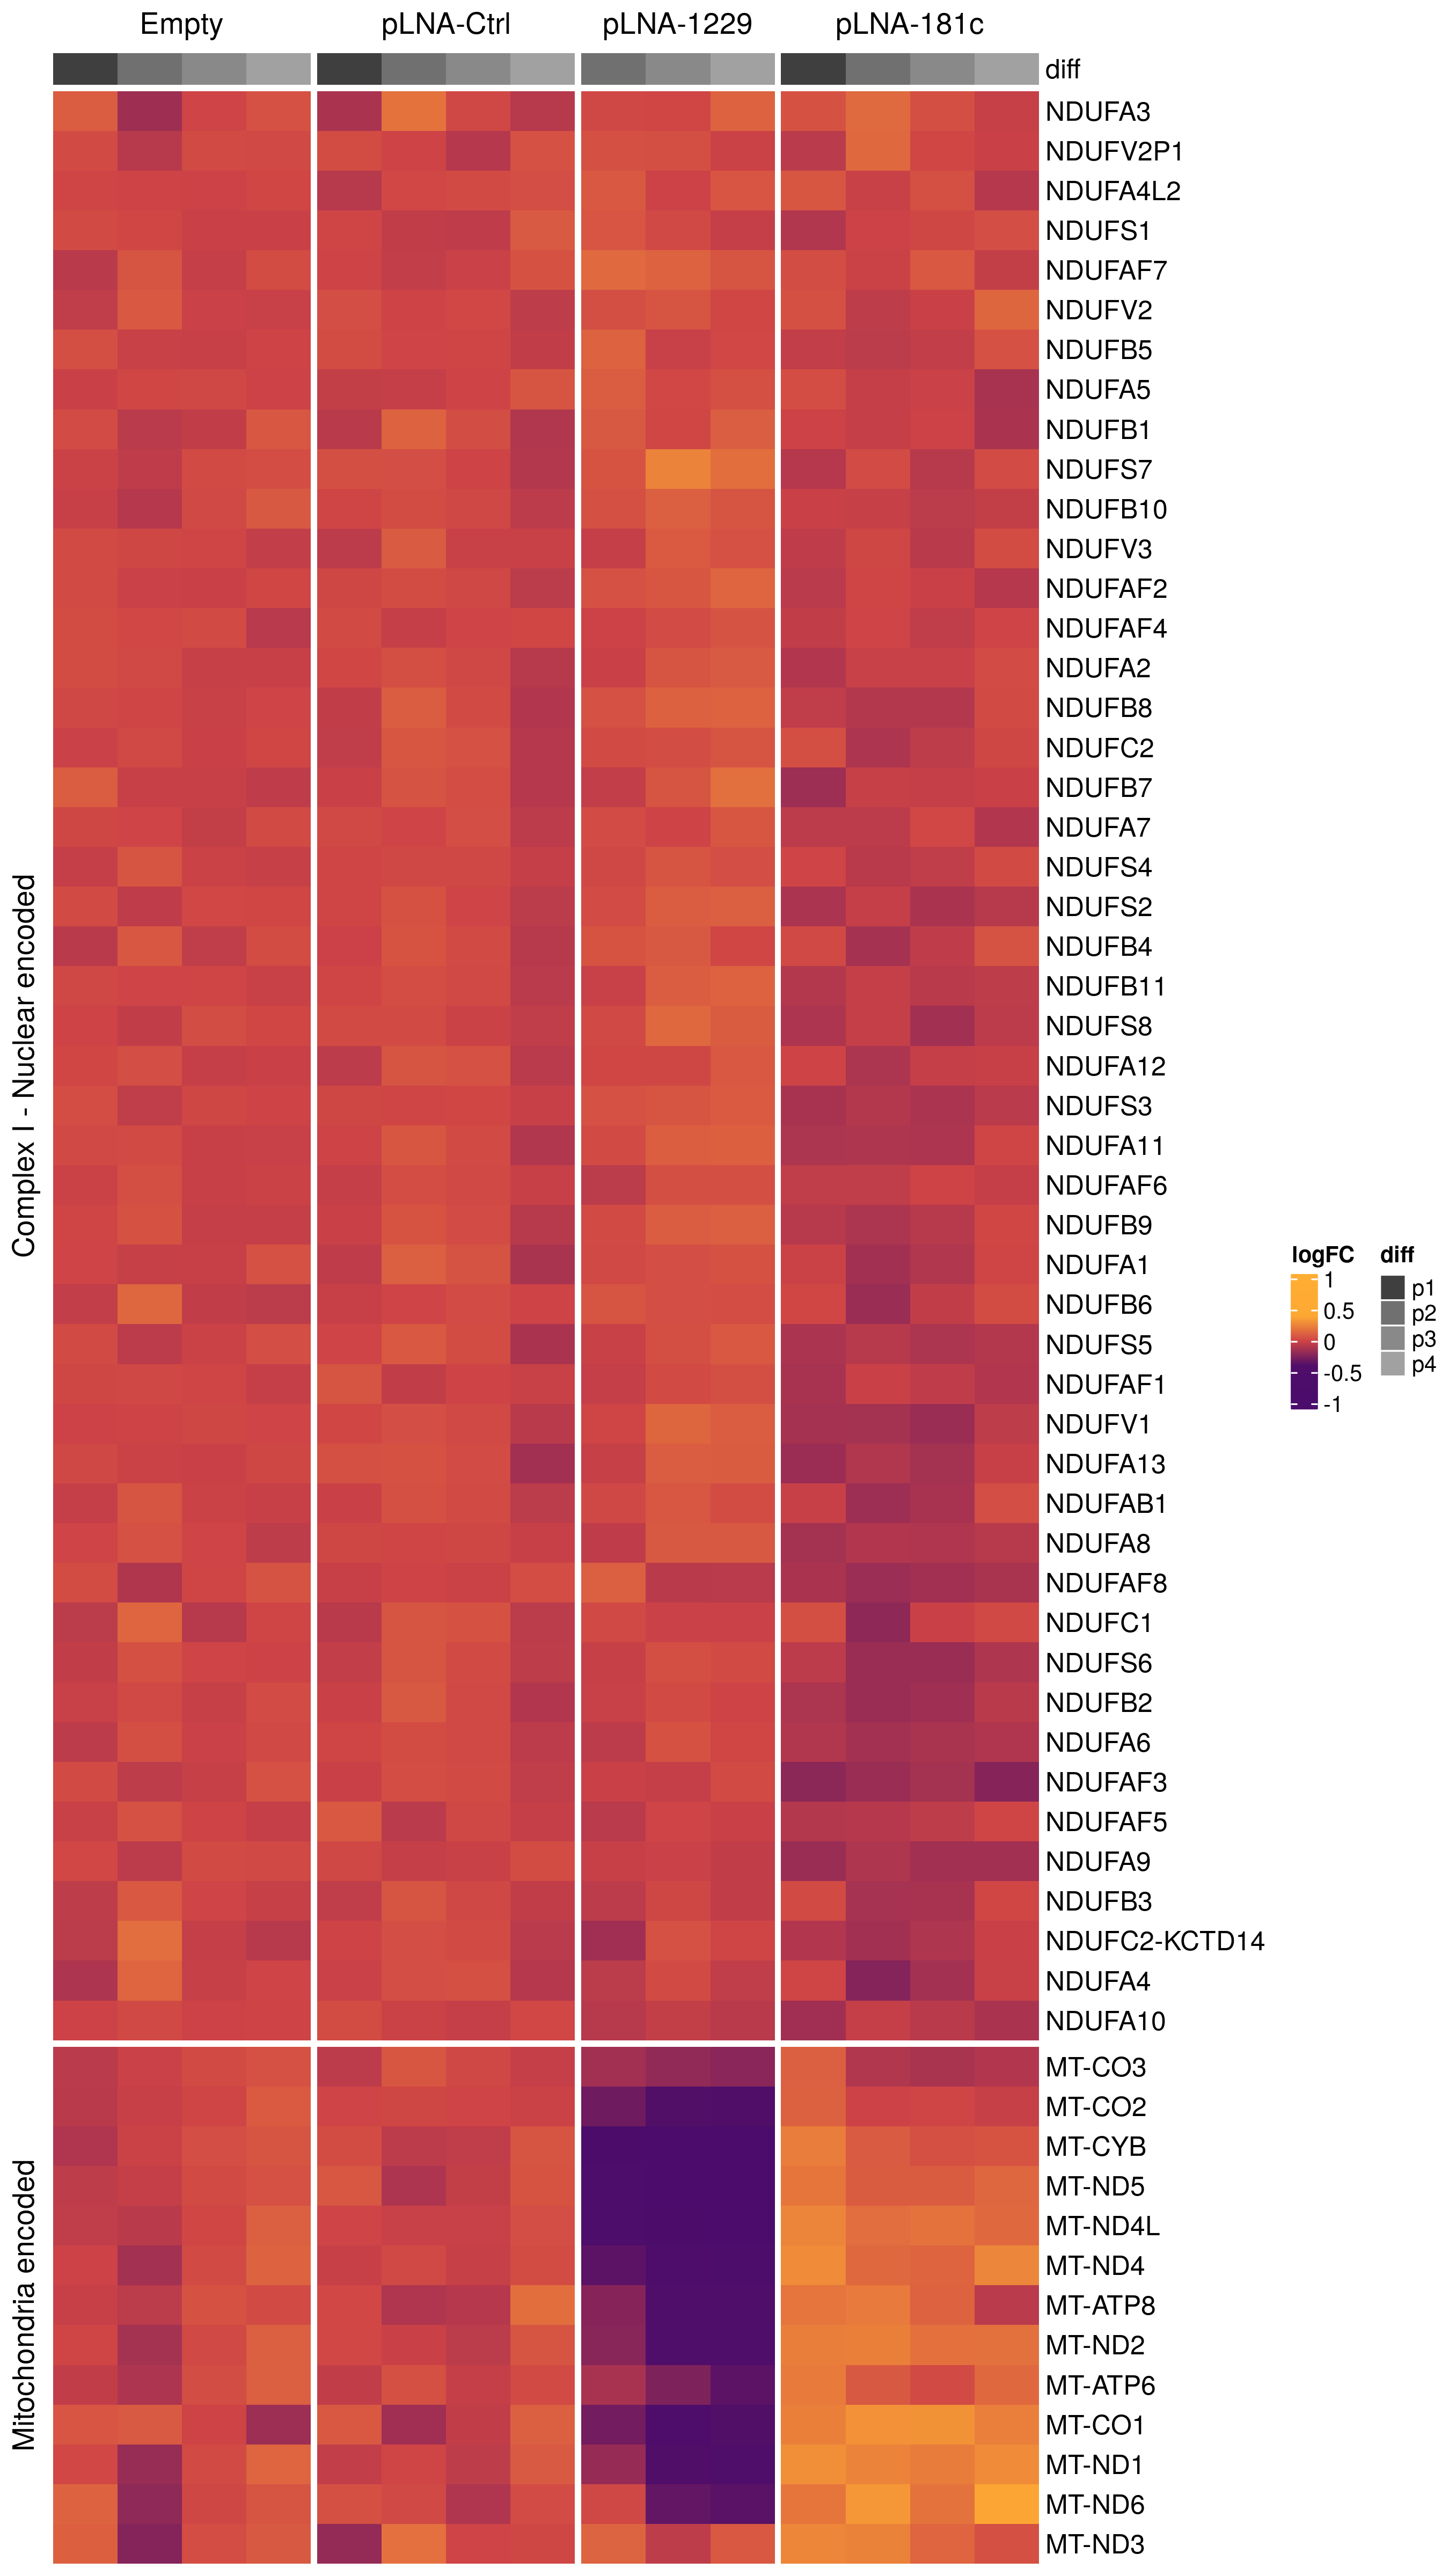 Empty pLNA-Ctrl pLNA-1229 pLNA-181c
diff
Complex I - Nuclear encoded
NDUFA3
NDUFV2P1
NDUFA4L2
NDUFS1
NDUFAF7
NDUFV2
NDUFB5
NDUFA5
NDUFB1
NDUFS7
NDUFB10
NDUFV3
NDUFAF2
NDUFAF4
NDUFA2
NDUFB8
NDUFC2
NDUFB7
NDUFA7
NDUFS4
NDUFS2
NDUFB4
NDUFB11
NDUFS8
NDUFA12
NDUFS3
NDUFA11
NDUFAF6
NDUFB9
NDUFA1
NDUFB6
NDUFS5
NDUFAF1
NDUFV1
NDUFA13
NDUFAB1
NDUFA8
NDUFAF8
NDUFC1
NDUFS6
NDUFB2
NDUFA6
NDUFAF3
NDUFAF5
NDUFA9
NDUFB3
NDUFC2-KCTD14
NDUFA4
NDUFA10
Mitochondria encoded
MT-CO3
MT-CO2
MT-CYB
MT-ND5
MT-ND4L
MT-ND4
MT-ATP8
MT-ND2
MT-ATP6
MT-CO1
MT-ND1
MT-ND6
MT-ND3
logFC
1
0.5
0
-0.5
-1
diff
p1
p2
p3
p4